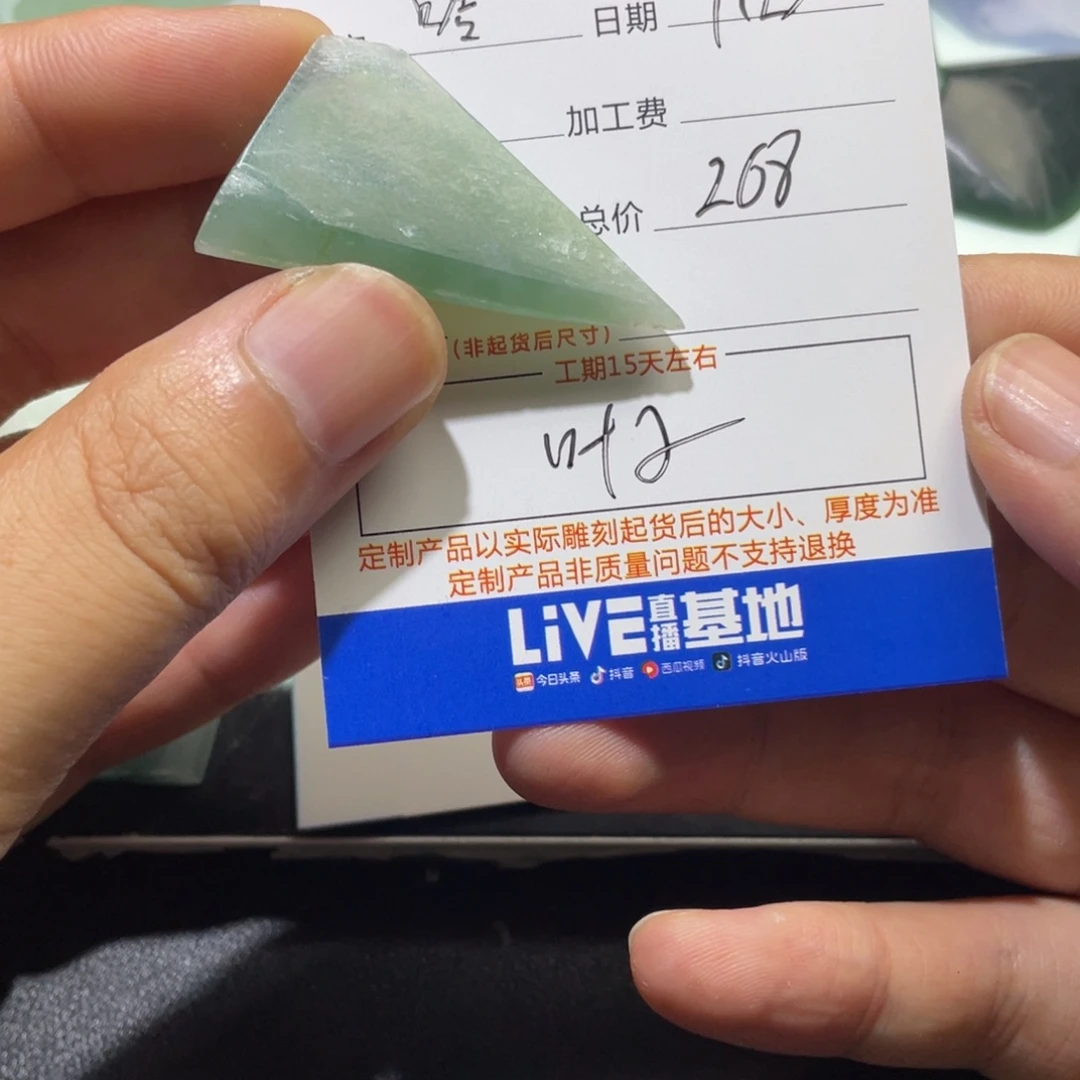 日期
加工费
总价 268
(非起货后尺寸)
工期15天左右
叶子
定制产品以实际雕刻起货后的大小、厚度为准
定制产品非质量问题不支持退换
LiVE直播基地
头条 今日头条 抖音 西瓜视频 抖音火山版